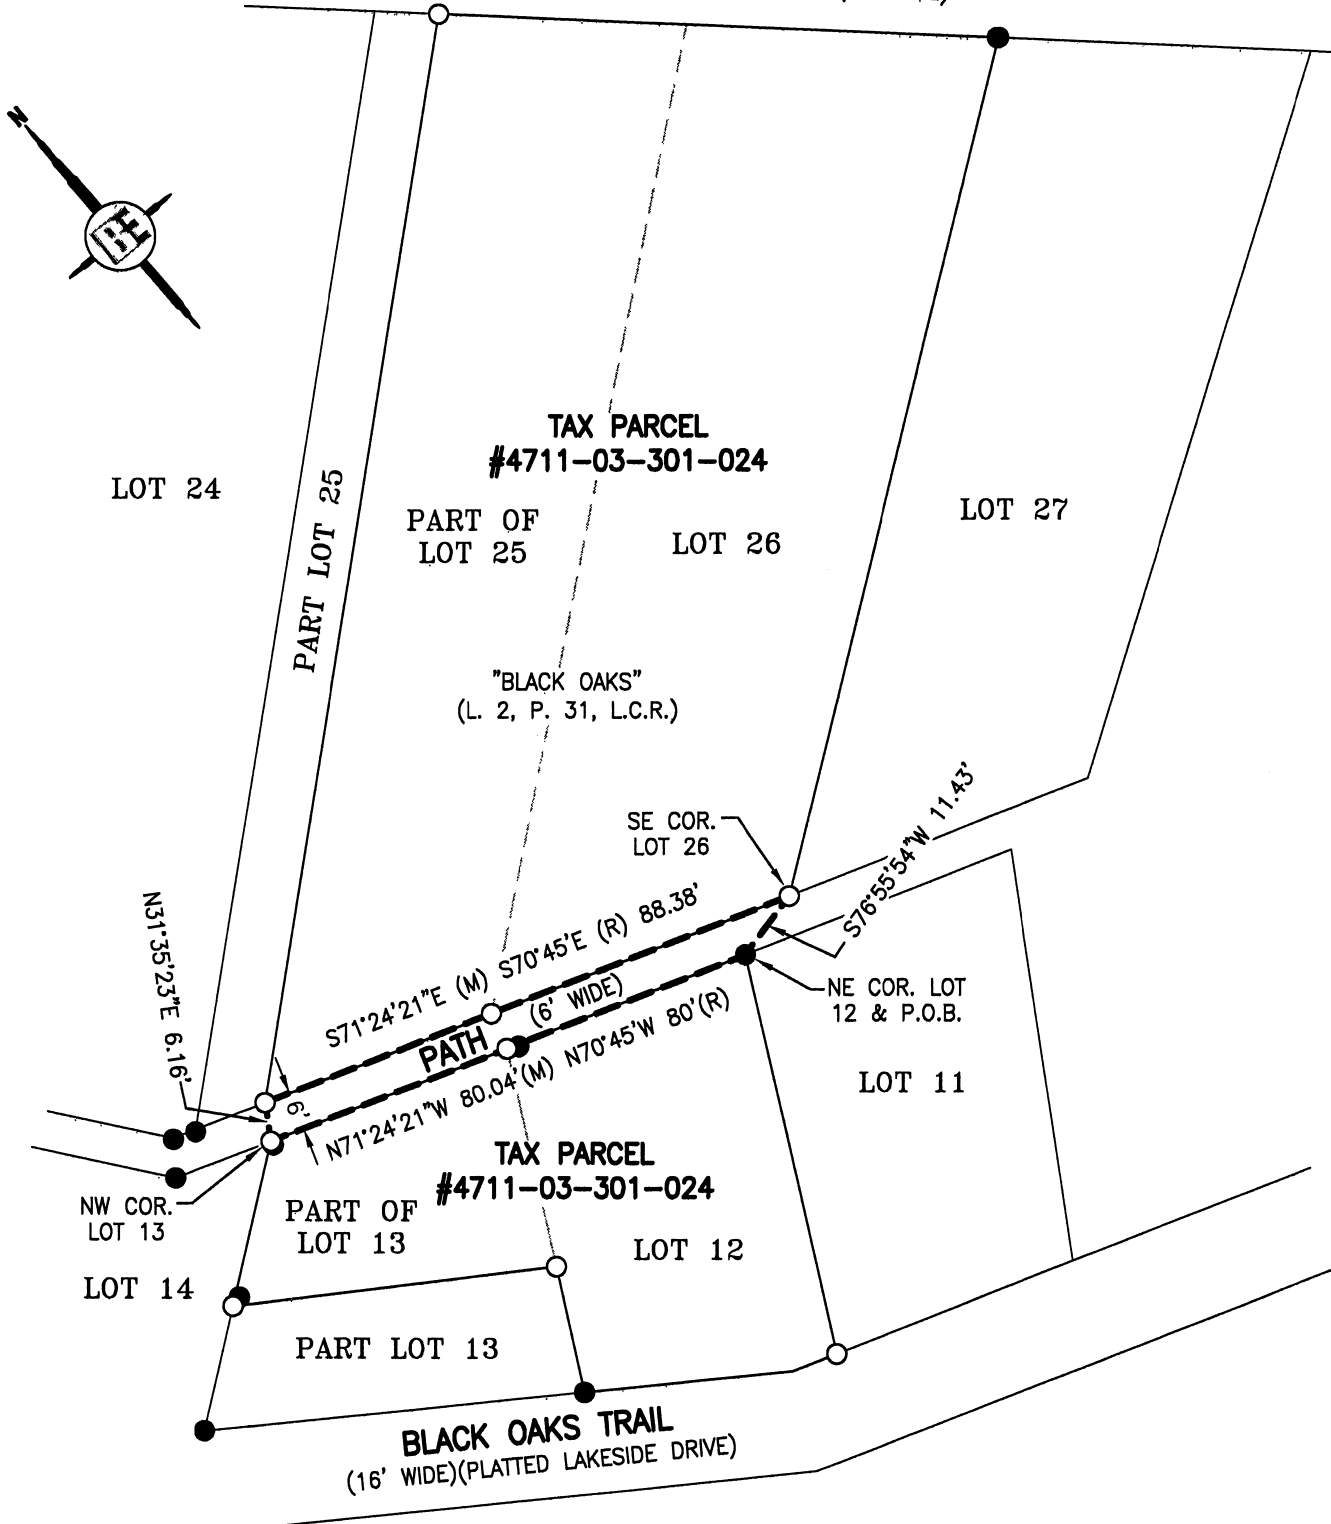 N
BE
TAX PARCEL
#4711-03-301-024
LOT 24
PART LOT 25
PART OF
LOT 25
LOT 26
LOT 27
"BLACK OAKS"
(L. 2, P. 31, L.C.R.)
SE COR.
LOT 26
S76°55'54"W 11.43'
N31°35'23"E 6.16'
S71°24'21"E (M) S70°45'E (R) 88.38'
PATH (6' WIDE)
6'
N71°24'21"W 80.04'(M) N70°45'W 80'(R)
NE COR. LOT
12 & P.O.B.
LOT 11
TAX PARCEL
#4711-03-301-024
NW COR.
LOT 13
PART OF
LOT 13
LOT 12
LOT 14
PART LOT 13
BLACK OAKS TRAIL
(16' WIDE)(PLATTED LAKESIDE DRIVE)